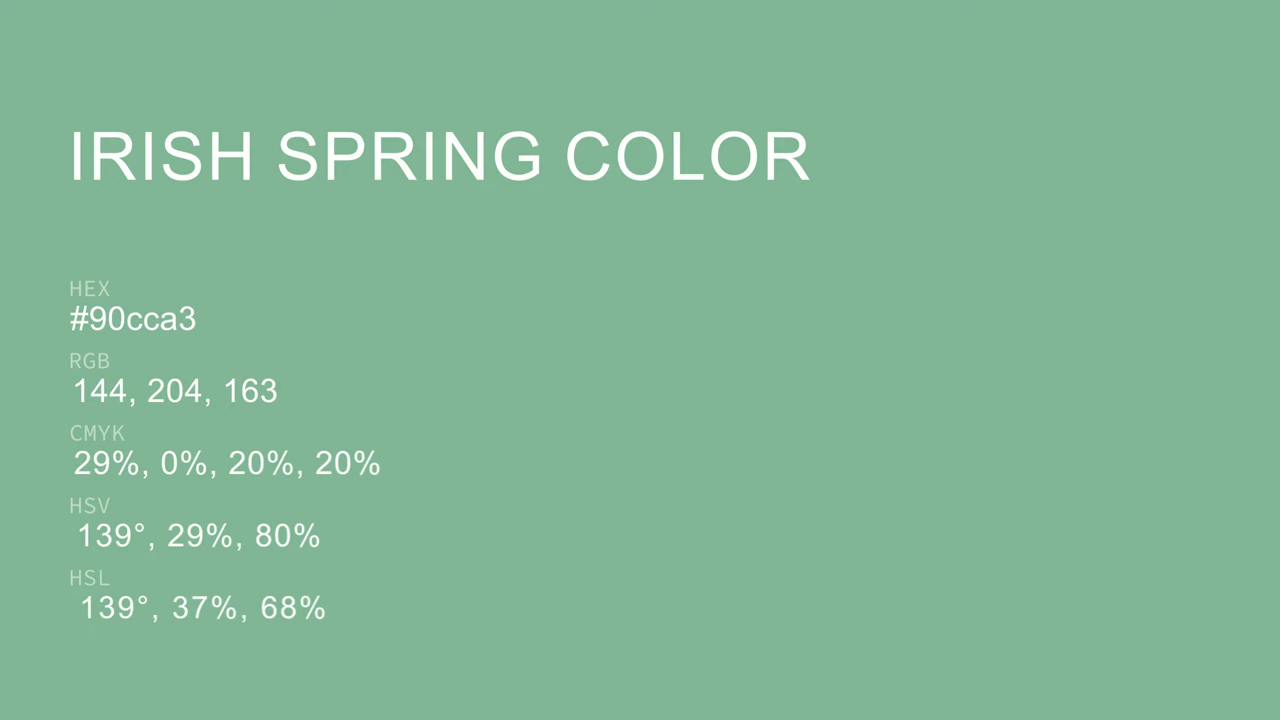 IRISH SPRING COLOR
HEX
#90cca3
RGB
144, 204, 163
CMYK
29%, 0%, 20%, 20%
HSV
139°, 29%, 80%
HSL
139°, 37%, 68%